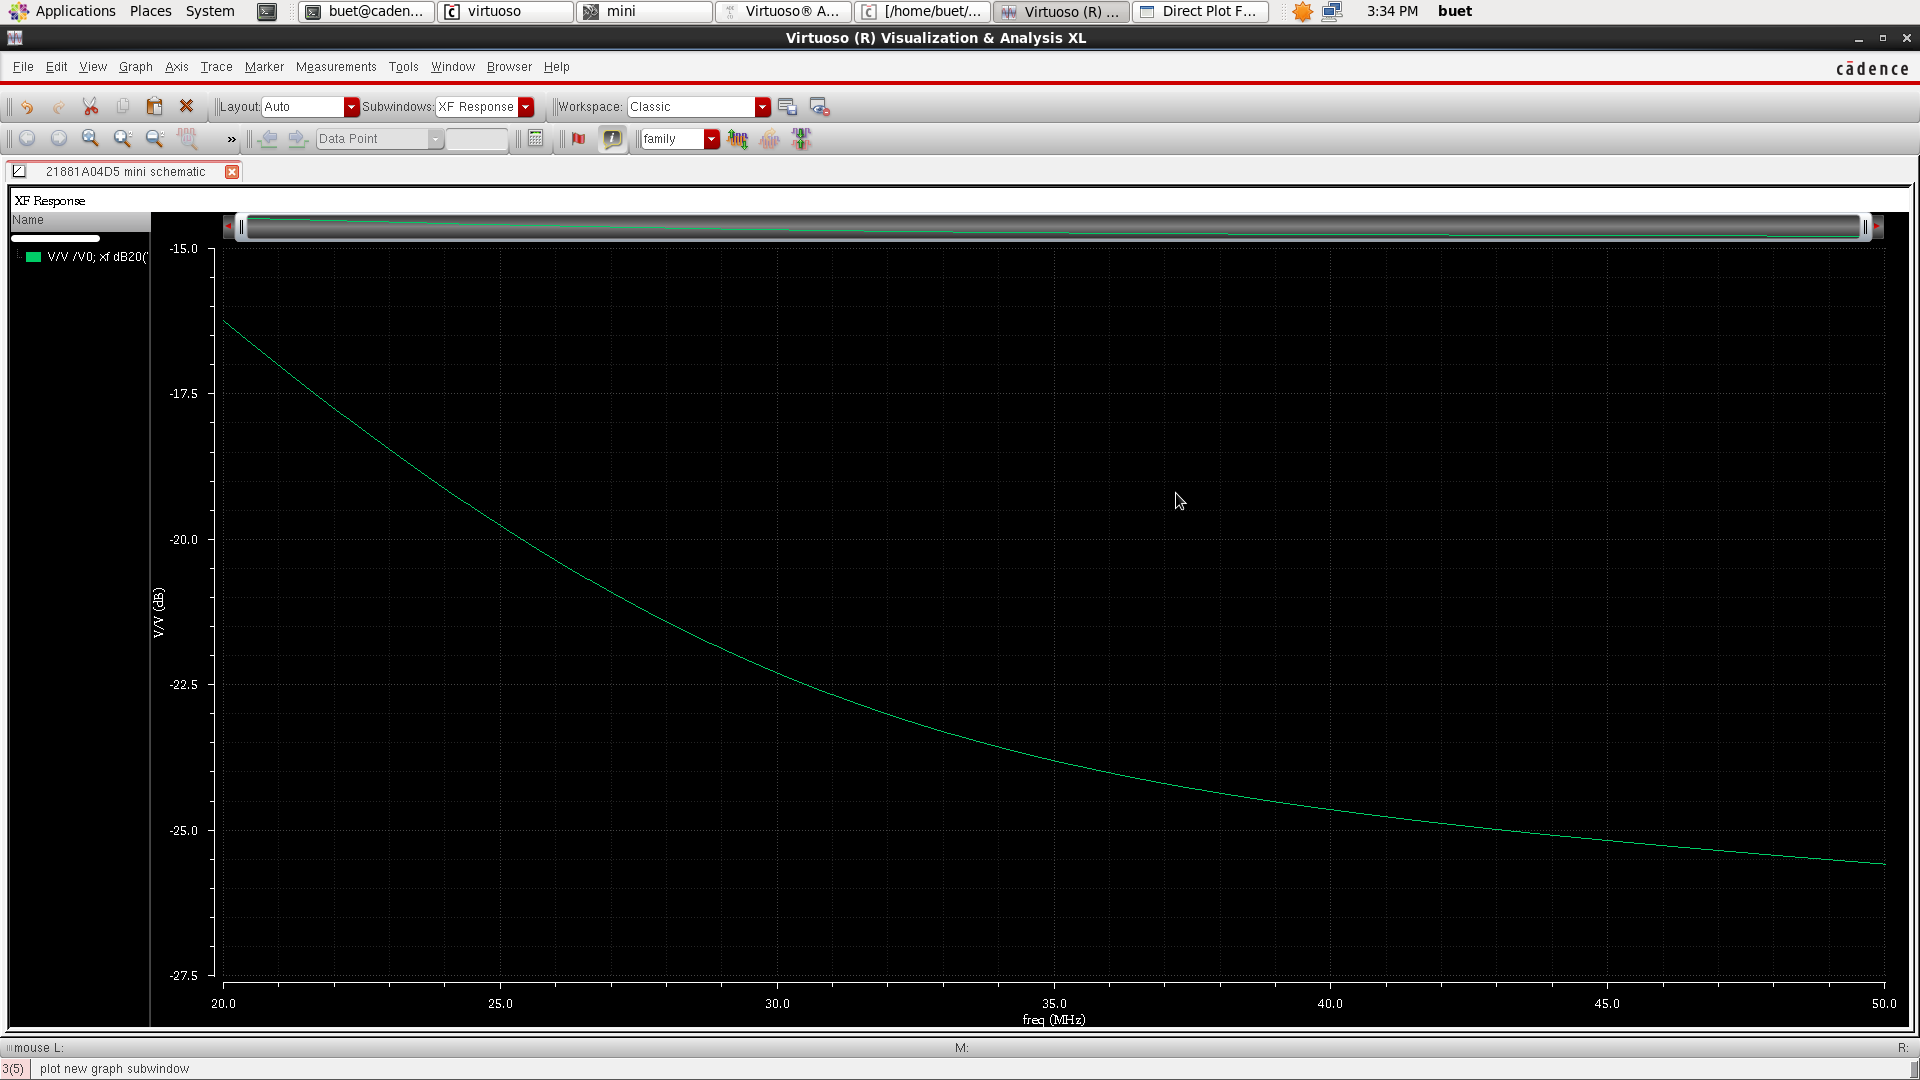 Applications Places System buet@caden... virtuoso mini Virtuoso® A... [/home/buet/... Virtuoso (R) ... Direct Plot F... 3:34 PM buet
Virtuoso (R) Visualization & Analysis XL
File Edit View Graph Axis Trace Marker Measurements Tools Window Browser Help cādence
Layout: Auto Subwindows: XF Response Workspace: Classic
» Data Point family
21881A04D5 mini schematic
XF Response
Name
V/V /V0; xf dB20('
-15.0
-17.5
-20.0
-22.5
-25.0
-27.5
V/V (dB)
20.0 25.0 30.0 35.0 40.0 45.0 50.0
freq (MHz)
mouse L: M: R:
3(5) plot new graph subwindow